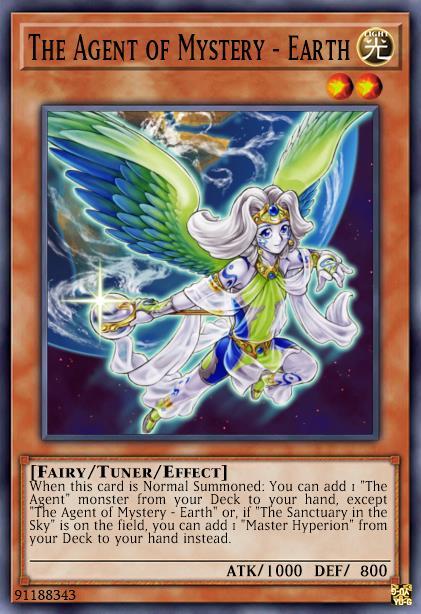 The Agent of Mystery - Earth
LIGHT
光
[Fairy/Tuner/Effect]
When this card is Normal Summoned: You can add 1 "The
Agent" monster from your Deck to your hand, except
"The Agent of Mystery - Earth" or, if "The Sanctuary in
the Sky" is on the field, you can add 1 "Master Hyperion" from
your Deck to your hand instead.
ATK/1000 DEF/ 800
91188343